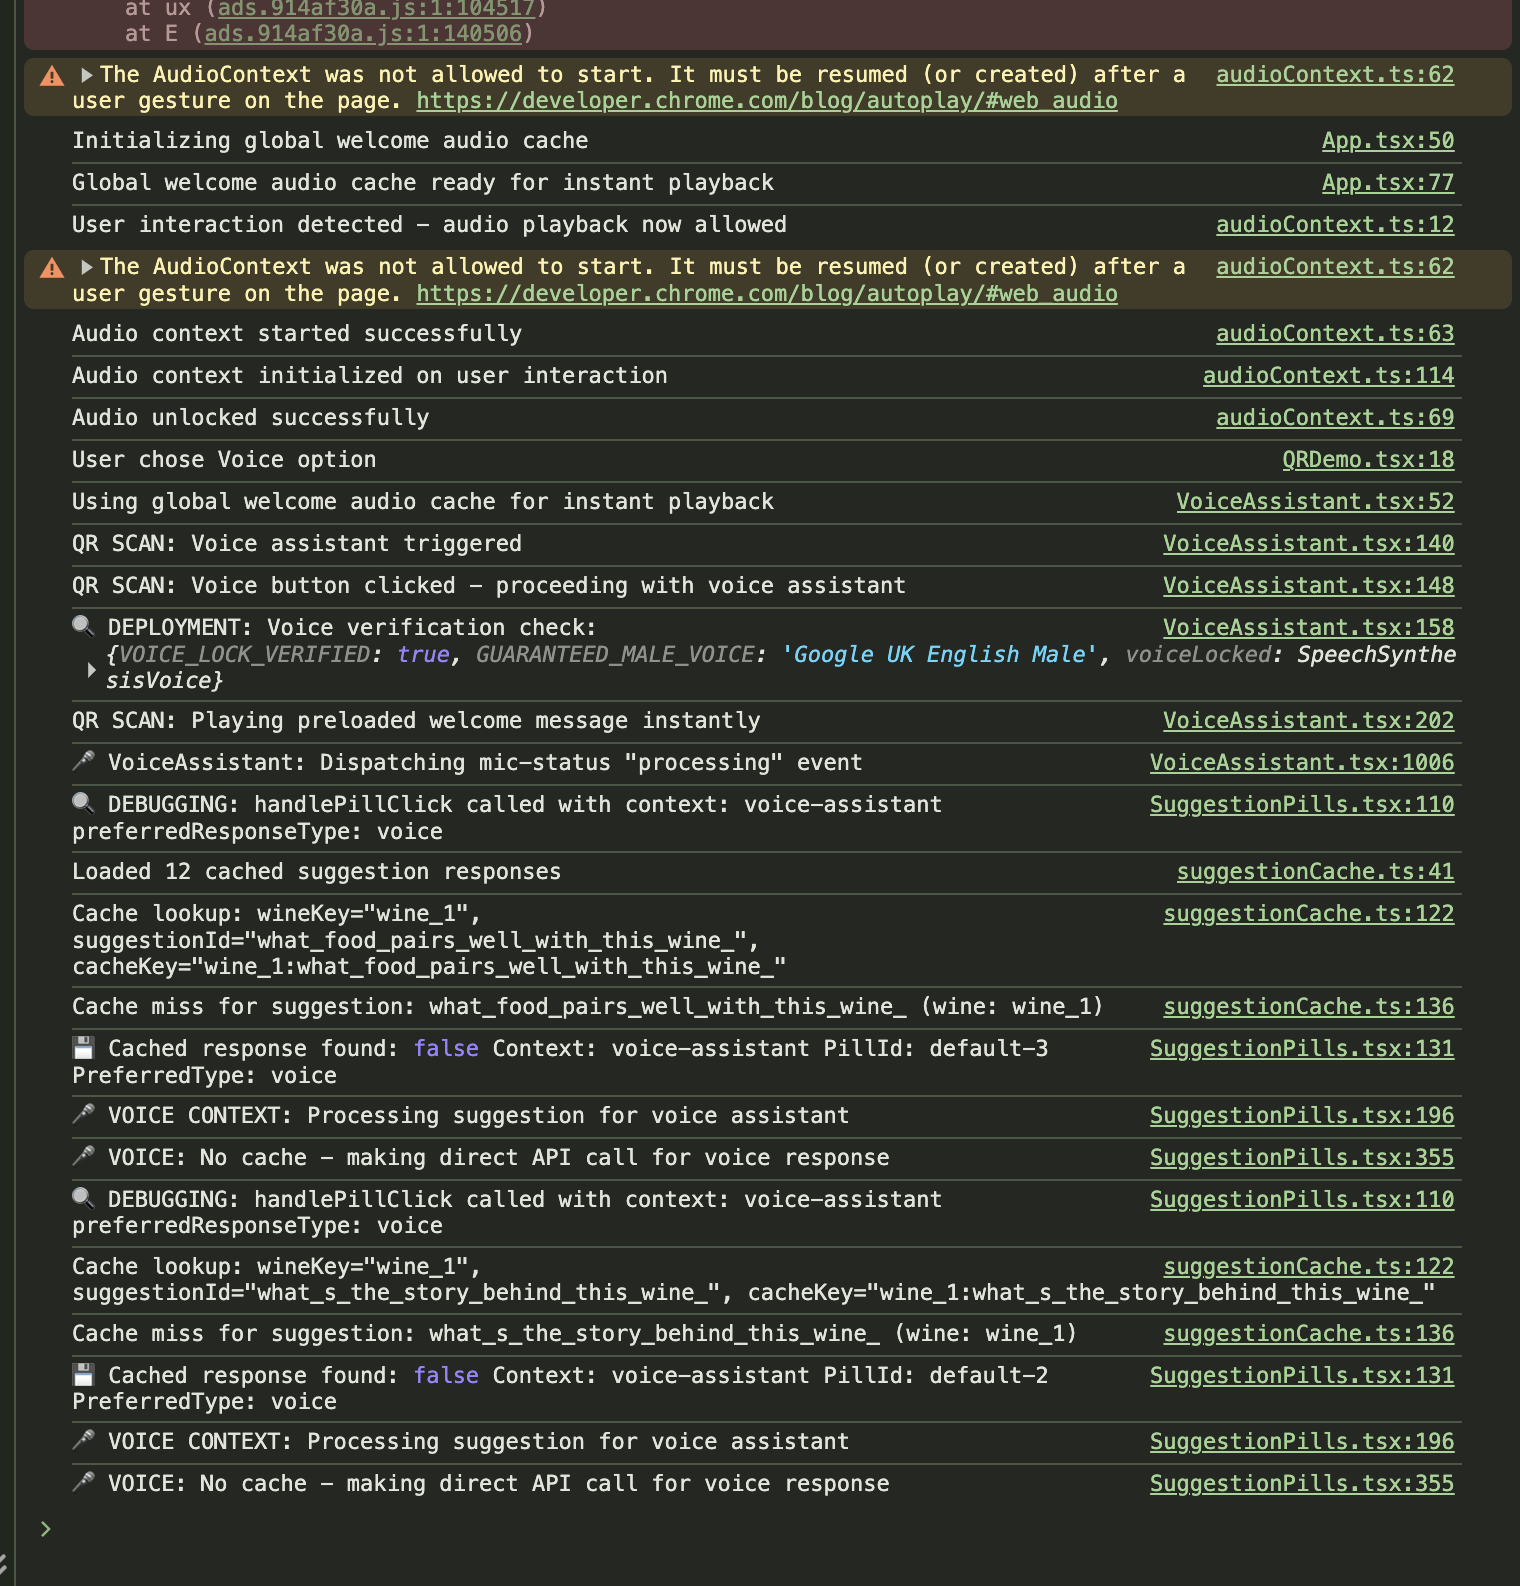 at ux (ads.914af30a.js:1:104517)
at E (ads.914af30a.js:1:140506)
The AudioContext was not allowed to start. It must be resumed (or created) after a audioContext.ts:62
user gesture on the page. https://developer.chrome.com/blog/autoplay/#web_audio
Initializing global welcome audio cache App.tsx:50
Global welcome audio cache ready for instant playback App.tsx:77
User interaction detected – audio playback now allowed audioContext.ts:12
The AudioContext was not allowed to start. It must be resumed (or created) after a audioContext.ts:62
user gesture on the page. https://developer.chrome.com/blog/autoplay/#web_audio
Audio context started successfully audioContext.ts:63
Audio context initialized on user interaction audioContext.ts:114
Audio unlocked successfully audioContext.ts:69
User chose Voice option QRDemo.tsx:18
Using global welcome audio cache for instant playback VoiceAssistant.tsx:52
QR SCAN: Voice assistant triggered VoiceAssistant.tsx:140
QR SCAN: Voice button clicked – proceeding with voice assistant VoiceAssistant.tsx:148
🔍 DEPLOYMENT: Voice verification check: VoiceAssistant.tsx:158
{VOICE_LOCK_VERIFIED: true, GUARANTEED_MALE_VOICE: 'Google UK English Male', voiceLocked: SpeechSynthe
sisVoice}
QR SCAN: Playing preloaded welcome message instantly VoiceAssistant.tsx:202
🎤 VoiceAssistant: Dispatching mic-status "processing" event VoiceAssistant.tsx:1006
🔍 DEBUGGING: handlePillClick called with context: voice-assistant SuggestionPills.tsx:110
preferredResponseType: voice
Loaded 12 cached suggestion responses suggestionCache.ts:41
Cache lookup: wineKey="wine_1", suggestionCache.ts:122
suggestionId="what_food_pairs_well_with_this_wine_",
cacheKey="wine_1:what_food_pairs_well_with_this_wine_"
Cache miss for suggestion: what_food_pairs_well_with_this_wine_ (wine: wine_1) suggestionCache.ts:136
💾 Cached response found: false Context: voice-assistant PillId: default-3 SuggestionPills.tsx:131
PreferredType: voice
🎤 VOICE CONTEXT: Processing suggestion for voice assistant SuggestionPills.tsx:196
🎤 VOICE: No cache – making direct API call for voice response SuggestionPills.tsx:355
🔍 DEBUGGING: handlePillClick called with context: voice-assistant SuggestionPills.tsx:110
preferredResponseType: voice
Cache lookup: wineKey="wine_1", suggestionCache.ts:122
suggestionId="what_s_the_story_behind_this_wine_", cacheKey="wine_1:what_s_the_story_behind_this_wine_"
Cache miss for suggestion: what_s_the_story_behind_this_wine_ (wine: wine_1) suggestionCache.ts:136
💾 Cached response found: false Context: voice-assistant PillId: default-2 SuggestionPills.tsx:131
PreferredType: voice
🎤 VOICE CONTEXT: Processing suggestion for voice assistant SuggestionPills.tsx:196
🎤 VOICE: No cache – making direct API call for voice response SuggestionPills.tsx:355